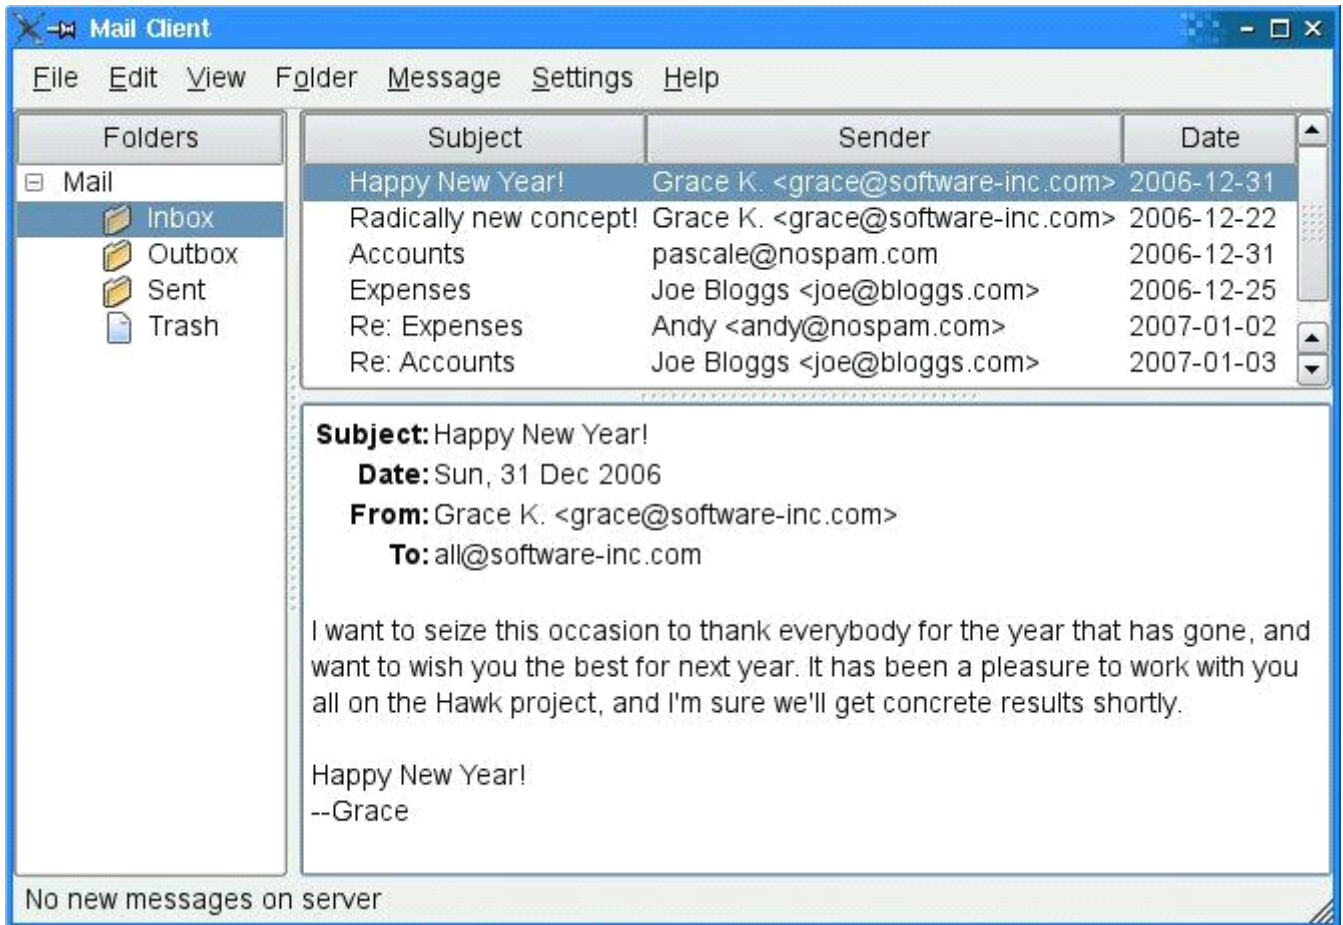 Mail Client
File Edit View Folder Message Settings Help
Folders
Mail
Inbox
Outbox
Sent
Trash
Subject Sender Date
Happy New Year! Grace K. <grace@software-inc.com> 2006-12-31
Radically new concept! Grace K. <grace@software-inc.com> 2006-12-22
Accounts pascale@nospam.com 2006-12-31
Expenses Joe Bloggs <joe@bloggs.com> 2006-12-25
Re: Expenses Andy <andy@nospam.com> 2007-01-02
Re: Accounts Joe Bloggs <joe@bloggs.com> 2007-01-03
Subject: Happy New Year!
Date: Sun, 31 Dec 2006
From: Grace K. <grace@software-inc.com>
To: all@software-inc.com
I want to seize this occasion to thank everybody for the year that has gone, and
want to wish you the best for next year. It has been a pleasure to work with you
all on the Hawk project, and I'm sure we'll get concrete results shortly.
Happy New Year!
--Grace
No new messages on server